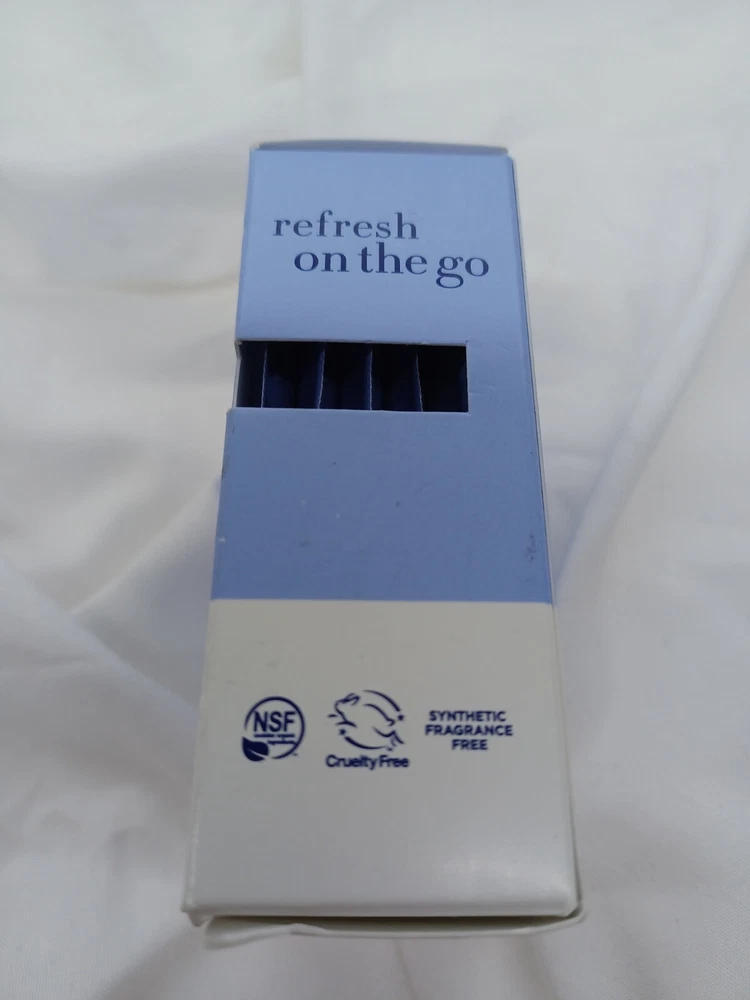 refresh
on the go
NSF
Cruelty Free
SYNTHETIC
FRAGRANCE
FREE